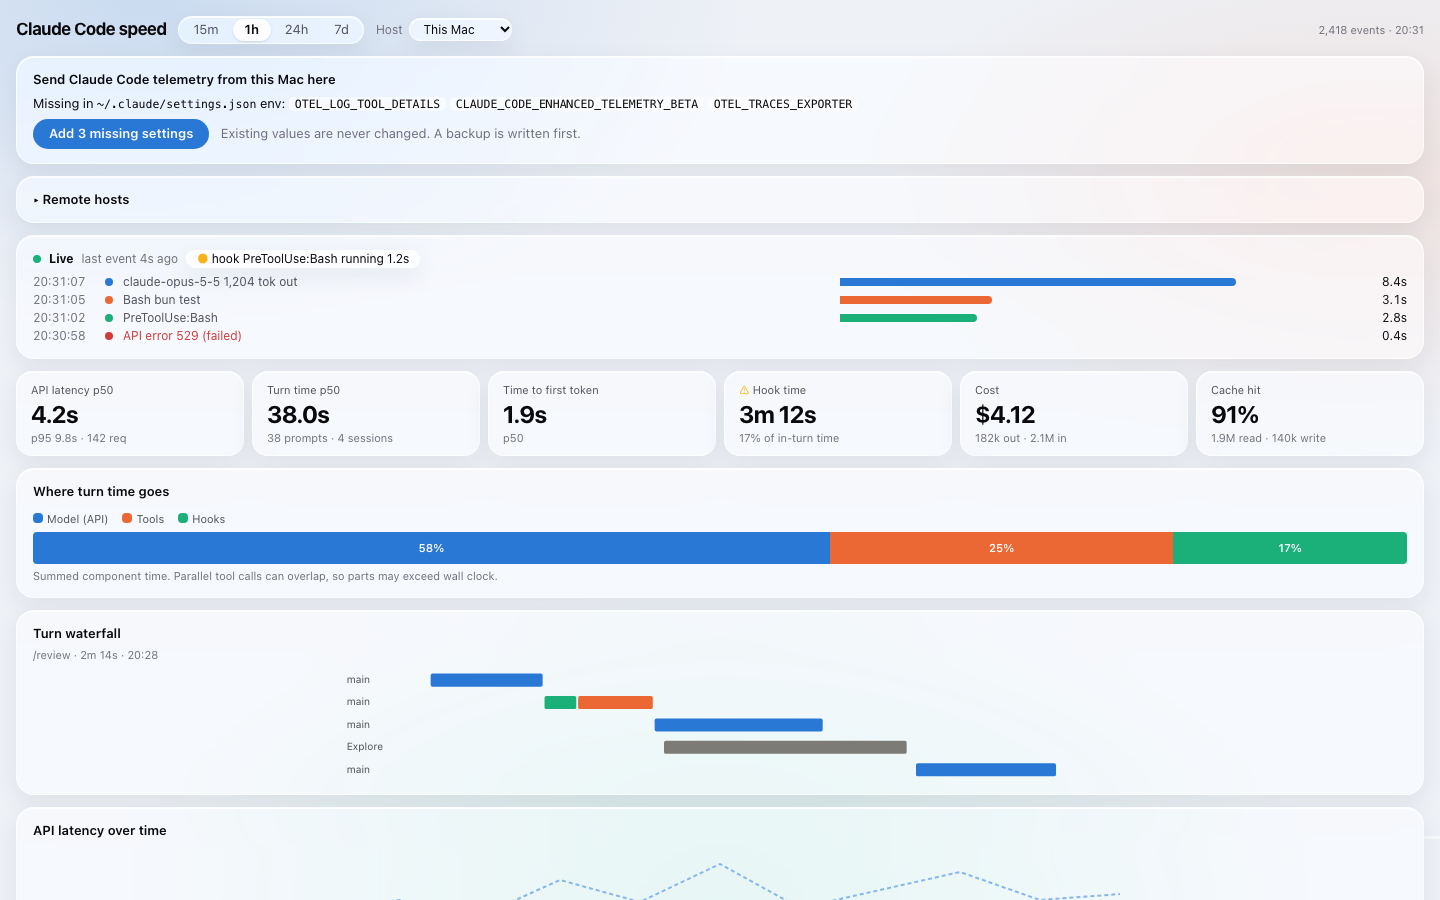 Claude Code speed 15m 1h 24h 7d Host This Mac 2,418 events · 20:31
Send Claude Code telemetry from this Mac here
Missing in ~/.claude/settings.json env: OTEL_LOG_TOOL_DETAILS CLAUDE_CODE_ENHANCED_TELEMETRY_BETA OTEL_TRACES_EXPORTER
Add 3 missing settings Existing values are never changed. A backup is written first.
▸ Remote hosts
Live last event 4s ago hook PreToolUse:Bash running 1.2s
20:31:07 claude-opus-5-5 1,204 tok out 8.4s
20:31:05 Bash bun test 3.1s
20:31:02 PreToolUse:Bash 2.8s
20:30:58 API error 529 (failed) 0.4s
API latency p50
4.2s
p95 9.8s · 142 req
Turn time p50
38.0s
38 prompts · 4 sessions
Time to first token
1.9s
p50
⚠ Hook time
3m 12s
17% of in-turn time
Cost
$4.12
182k out · 2.1M in
Cache hit
91%
1.9M read · 140k write
Where turn time goes
Model (API) Tools Hooks
58% 25% 17%
Summed component time. Parallel tool calls can overlap, so parts may exceed wall clock.
Turn waterfall
/review · 2m 14s · 20:28
main
main
main
Explore
main
API latency over time